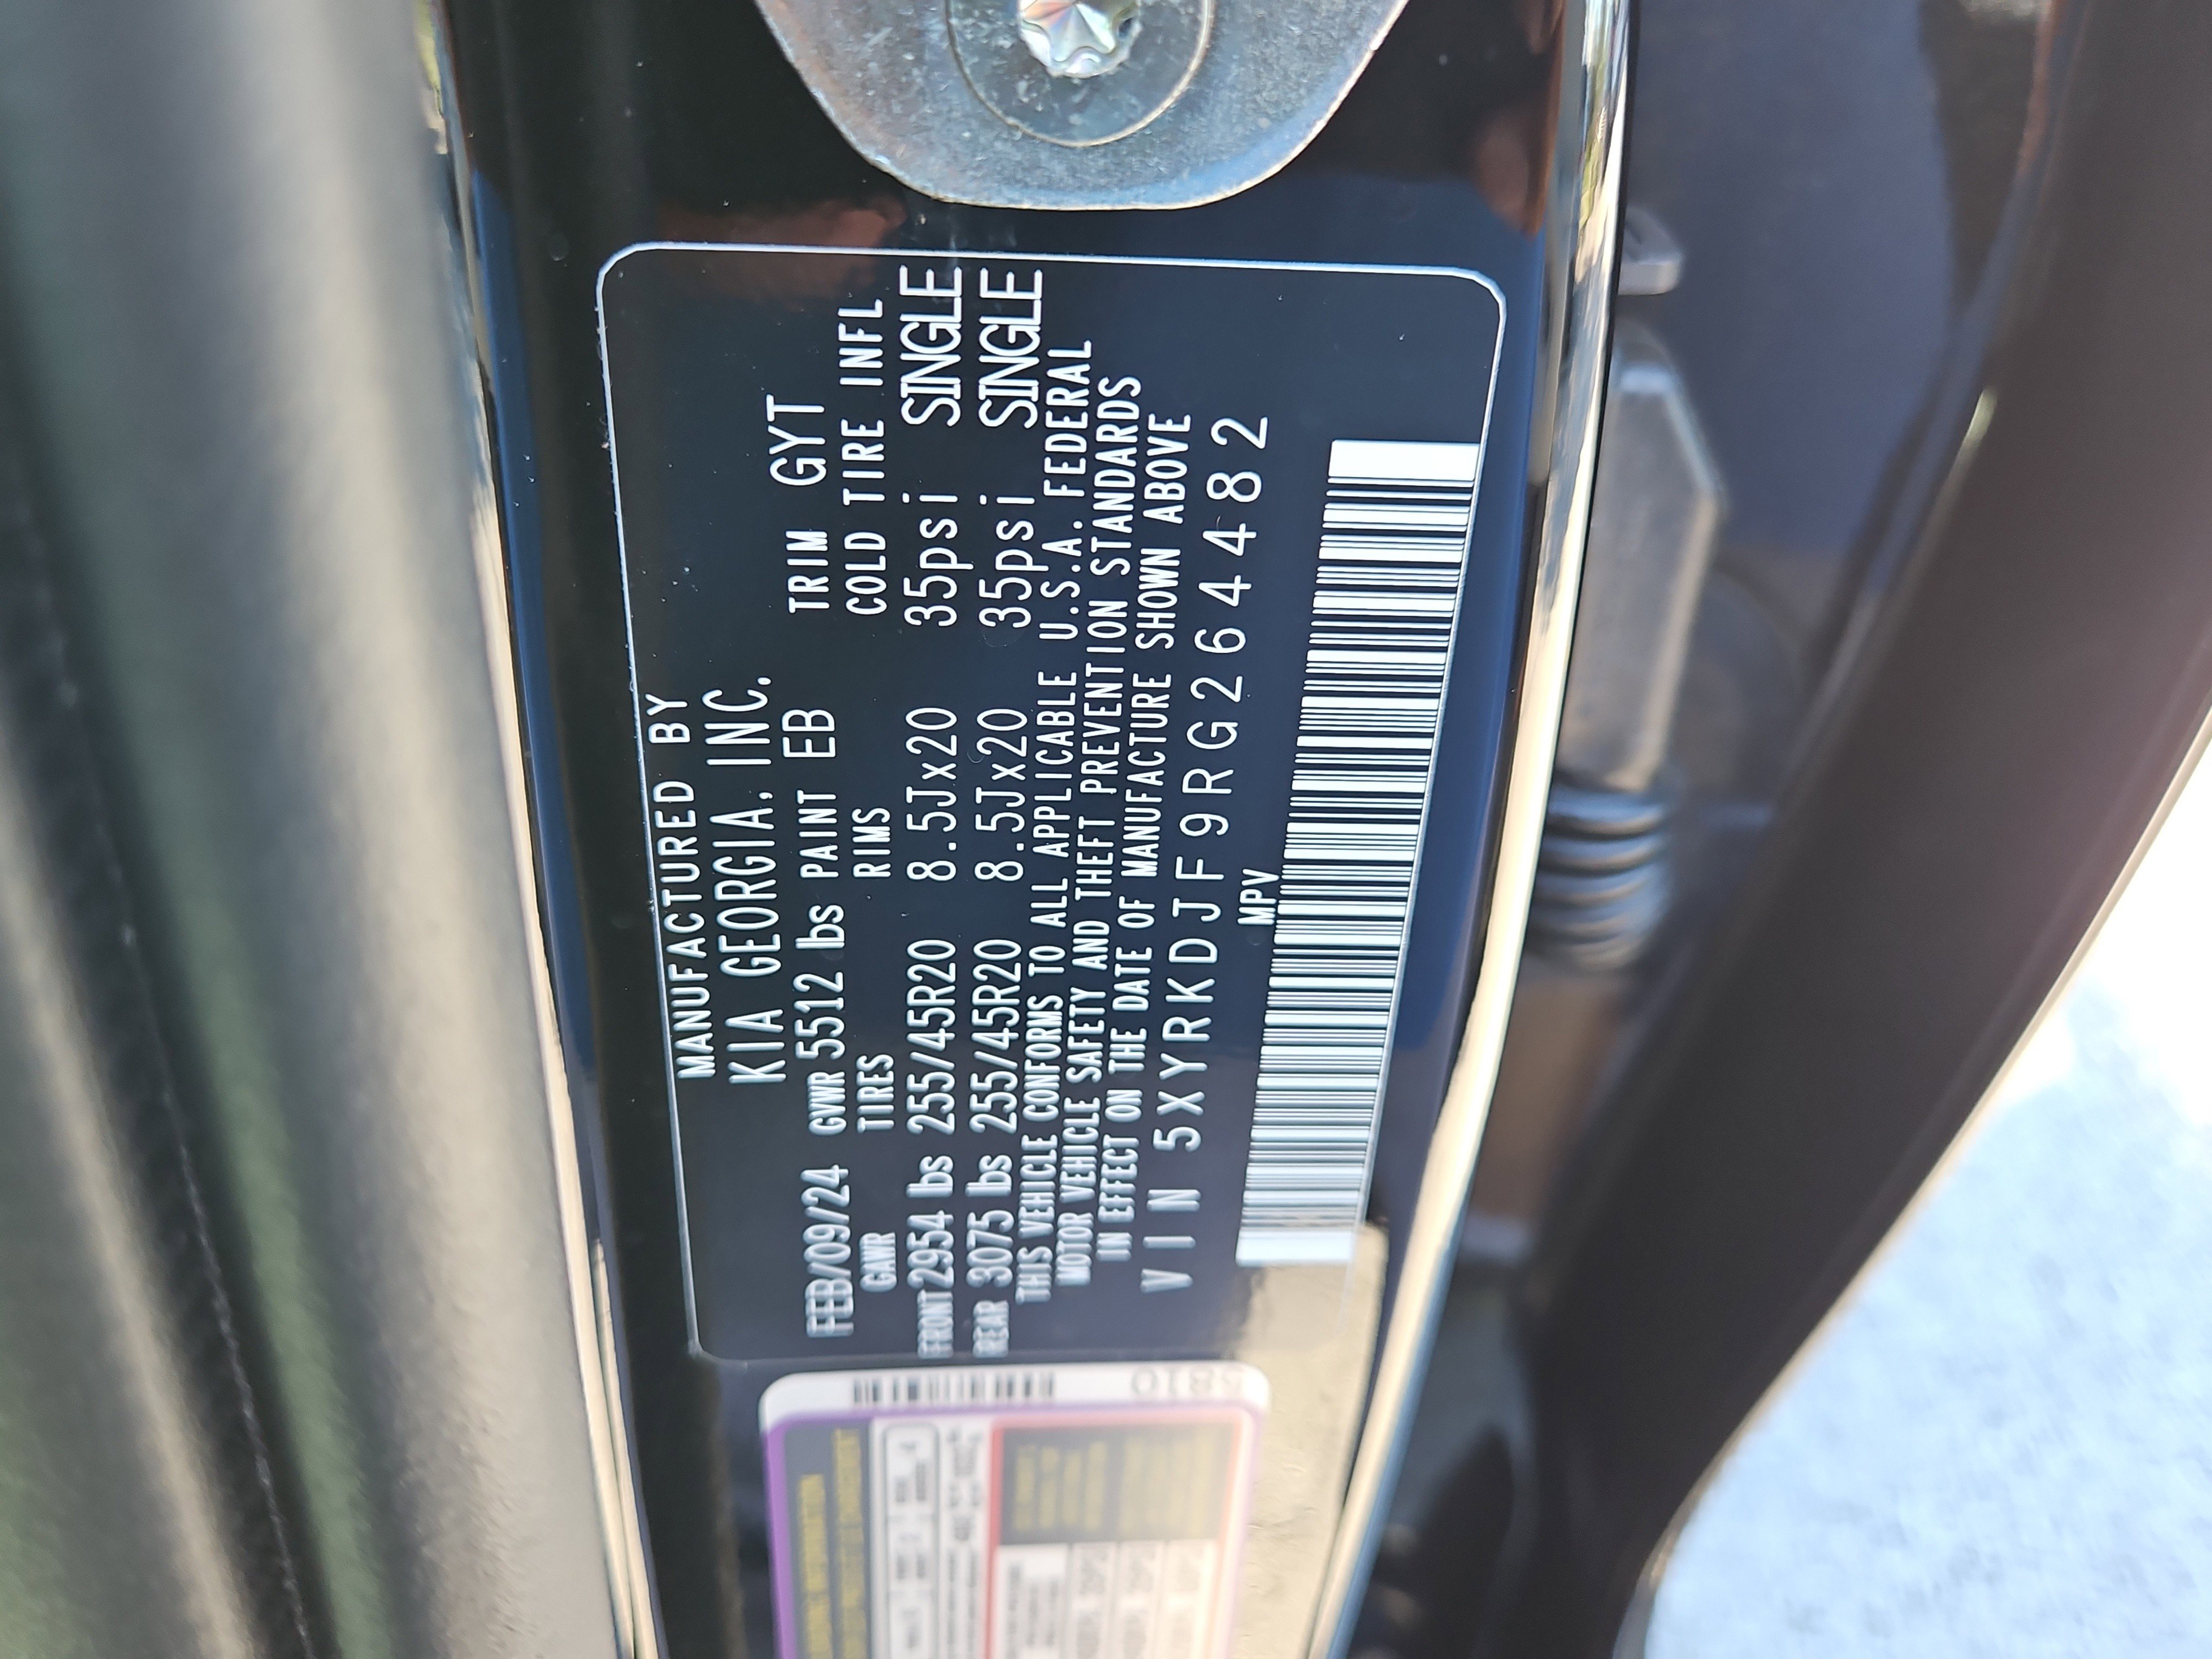 MANUFACTURED BY
KIA GEORGIA, INC.
FEB/09/24 GVWR 5512 lbs PAINT EB TRIM GYT
GAWR TIRES RIMS COLD TIRE INFL
FRONT 2954 lbs 255/45R20 8.5Jx20 35psi SINGLE
REAR 3075 lbs 255/45R20 8.5Jx20 35psi SINGLE
THIS VEHICLE CONFORMS TO ALL APPLICABLE U.S.A. FEDERAL
MOTOR VEHICLE SAFETY AND THEFT PREVENTION STANDARDS
IN EFFECT ON THE DATE OF MANUFACTURE SHOWN ABOVE
VIN 5XYRKDJF9RG264482
MPV